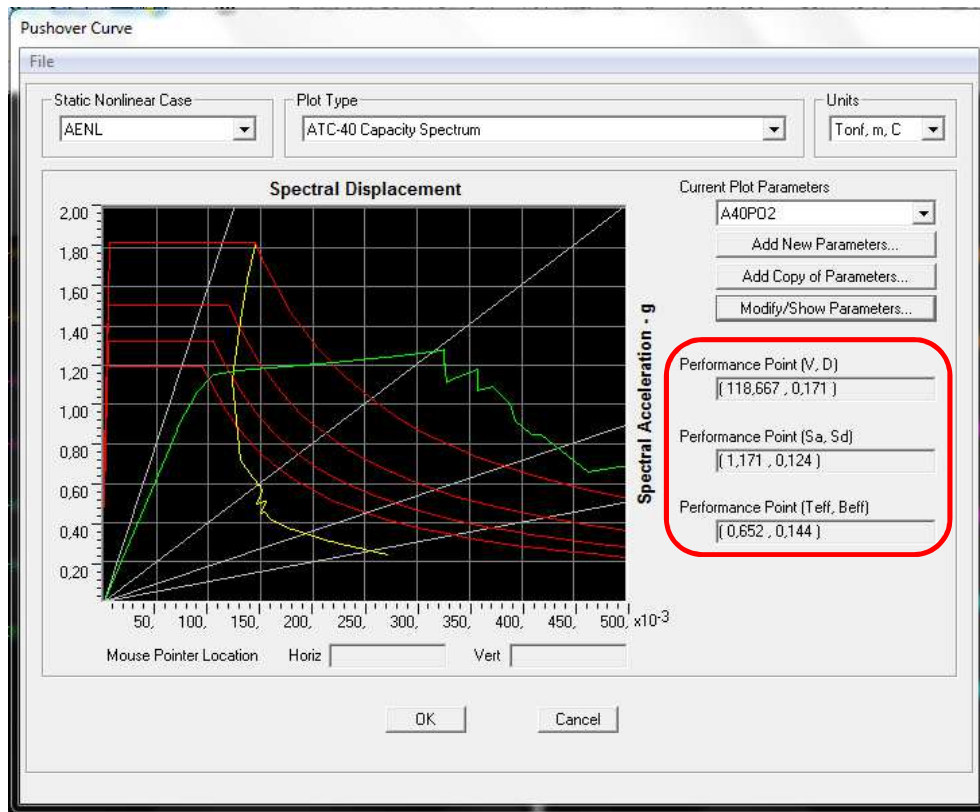 Pushover Curve
File
Static Nonlinear Case
AENL
Plot Type
ATC-40 Capacity Spectrum
Units
Tonf, m, C
Spectral Displacement
2,00
1,80
1,60
1,40
1,20
1,00
0,80
0,60
0,40
0,20
50, 100, 150, 200, 250, 300, 350, 400, 450, 500, x10-3
Spectral Acceleration - g
Current Plot Parameters
A40PO2
Add New Parameters...
Add Copy of Parameters...
Modify/Show Parameters...
Performance Point (V, D)
( 118,667 , 0,171 )
Performance Point (Sa, Sd)
( 1,171 , 0,124 )
Performance Point (Teff, Beff)
( 0,652 , 0,144 )
Mouse Pointer Location Horiz Vert
OK Cancel